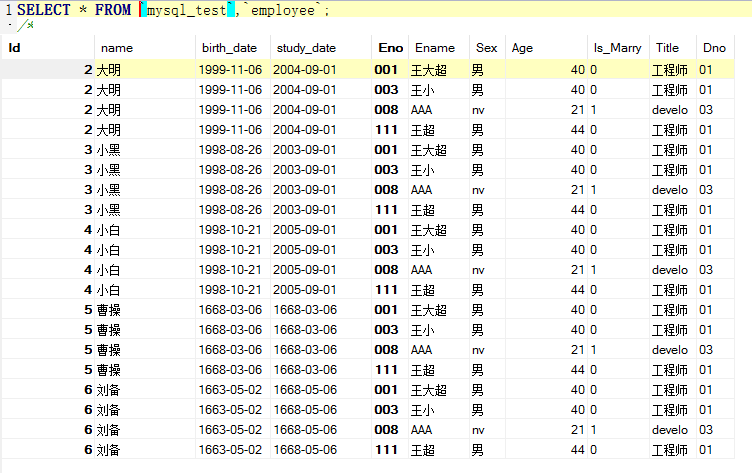 1 SELECT * FROM `mysql_test`,`employee`;
/*
Id name birth_date study_date Eno Ename Sex Age Is_Marry Title Dno
2 大明 1999-11-06 2004-09-01 001 王大超 男 40 0 工程师 01
2 大明 1999-11-06 2004-09-01 003 王小 男 40 0 工程师 01
2 大明 1999-11-06 2004-09-01 008 AAA nv 21 1 develo 03
2 大明 1999-11-06 2004-09-01 111 王超 男 44 0 工程师 01
3 小黑 1998-08-26 2003-09-01 001 王大超 男 40 0 工程师 01
3 小黑 1998-08-26 2003-09-01 003 王小 男 40 0 工程师 01
3 小黑 1998-08-26 2003-09-01 008 AAA nv 21 1 develo 03
3 小黑 1998-08-26 2003-09-01 111 王超 男 44 0 工程师 01
4 小白 1998-10-21 2005-09-01 001 王大超 男 40 0 工程师 01
4 小白 1998-10-21 2005-09-01 003 王小 男 40 0 工程师 01
4 小白 1998-10-21 2005-09-01 008 AAA nv 21 1 develo 03
4 小白 1998-10-21 2005-09-01 111 王超 男 44 0 工程师 01
5 曹操 1668-03-06 1668-03-06 001 王大超 男 40 0 工程师 01
5 曹操 1668-03-06 1668-03-06 003 王小 男 40 0 工程师 01
5 曹操 1668-03-06 1668-03-06 008 AAA nv 21 1 develo 03
5 曹操 1668-03-06 1668-03-06 111 王超 男 44 0 工程师 01
6 刘备 1663-05-02 1668-05-06 001 王大超 男 40 0 工程师 01
6 刘备 1663-05-02 1668-05-06 003 王小 男 40 0 工程师 01
6 刘备 1663-05-02 1668-05-06 008 AAA nv 21 1 develo 03
6 刘备 1663-05-02 1668-05-06 111 王超 男 44 0 工程师 01